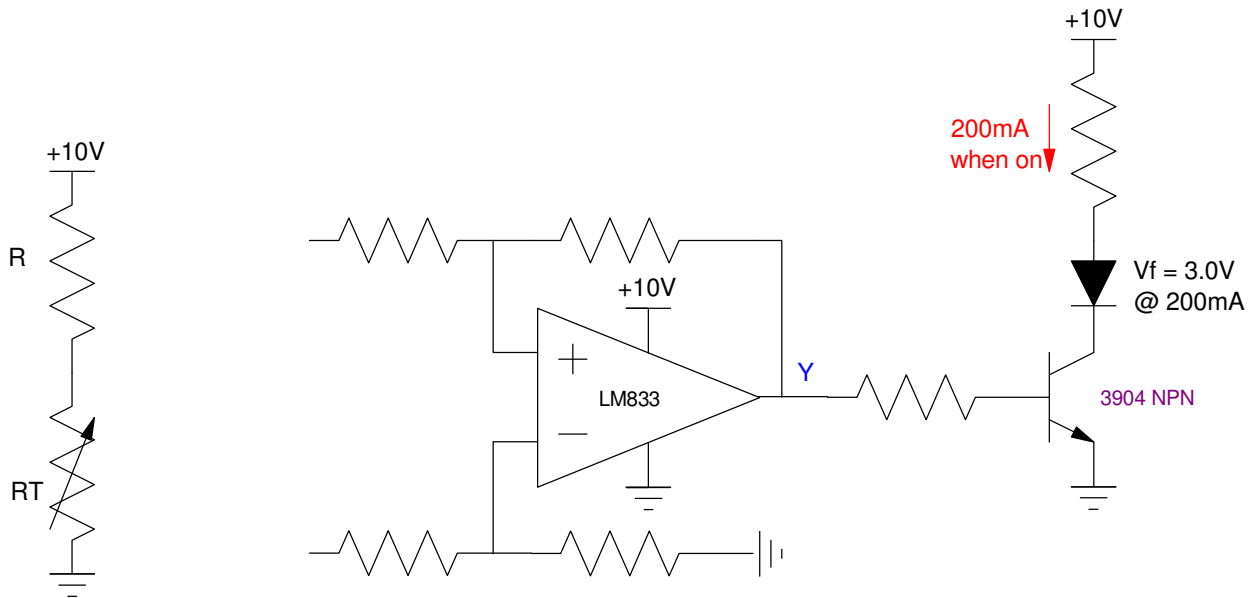 +10V
200mA
when on
+10V
R
+10V
Vf = 3.0V
@ 200mA
Y
LM833
3904 NPN
RT